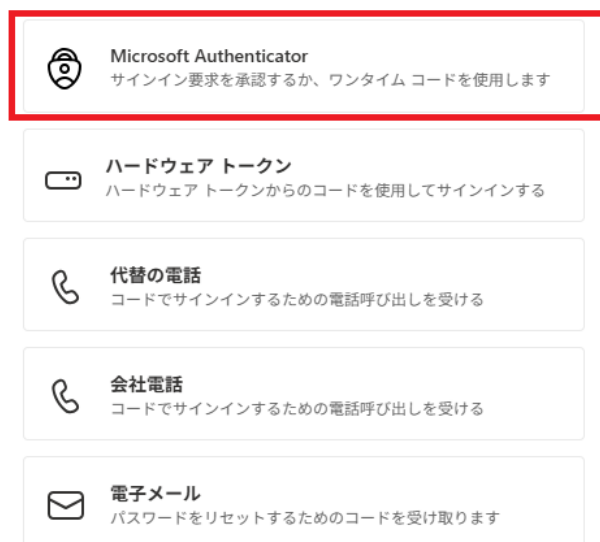 Microsoft Authenticator
サインイン要求を承認するか、ワンタイム コードを使用します
ハードウェア トークン
ハードウェア トークンからのコードを使用してサインインする
代替の電話
コードでサインインするための電話呼び出しを受ける
会社電話
コードでサインインするための電話呼び出しを受ける
電子メール
パスワードをリセットするためのコードを受け取ります